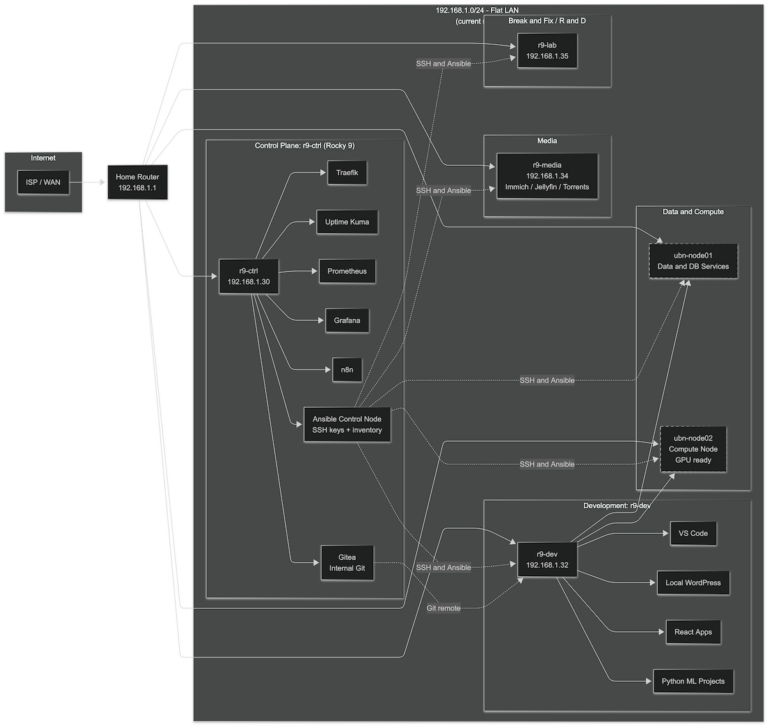 192.168.1.0/24 - Flat LAN
(current
Break and Fix / R and D
r9-lab
192.168.1.35
SSH and Ansible
Media
r9-media
192.168.1.34
Immich / Jellyfin / Torrents
SSH and Ansible
Internet
ISP / WAN
Home Router
192.168.1.1
Control Plane: r9-ctrl (Rocky 9)
Traefik
Uptime Kuma
r9-ctrl
192.168.1.30
Prometheus
Grafana
n8n
Ansible Control Node
SSH keys + inventory
Gitea
Internal Git
Data and Compute
ubn-node01
Data and DB Services
SSH and Ansible
ubn-node02
Compute Node
GPU ready
SSH and Ansible
Development: r9-dev
r9-dev
192.168.1.32
SSH and Ansible
Git remote
VS Code
Local WordPress
React Apps
Python ML Projects